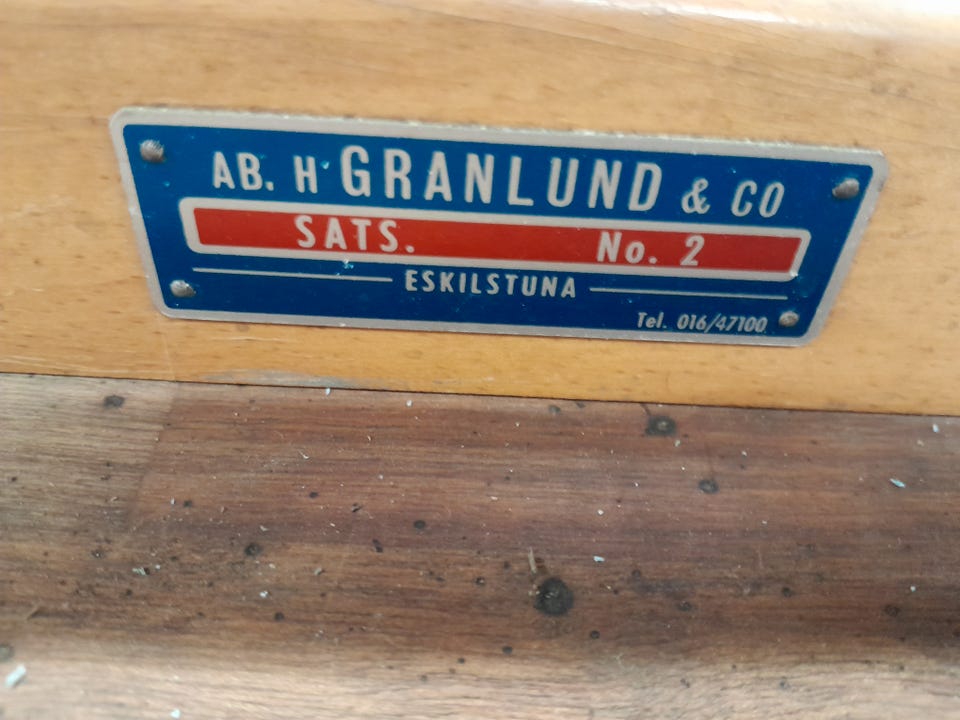 AB. H GRANLUND & CO
SATS. No. 2
ESKILSTUNA
Tel. 016/47100